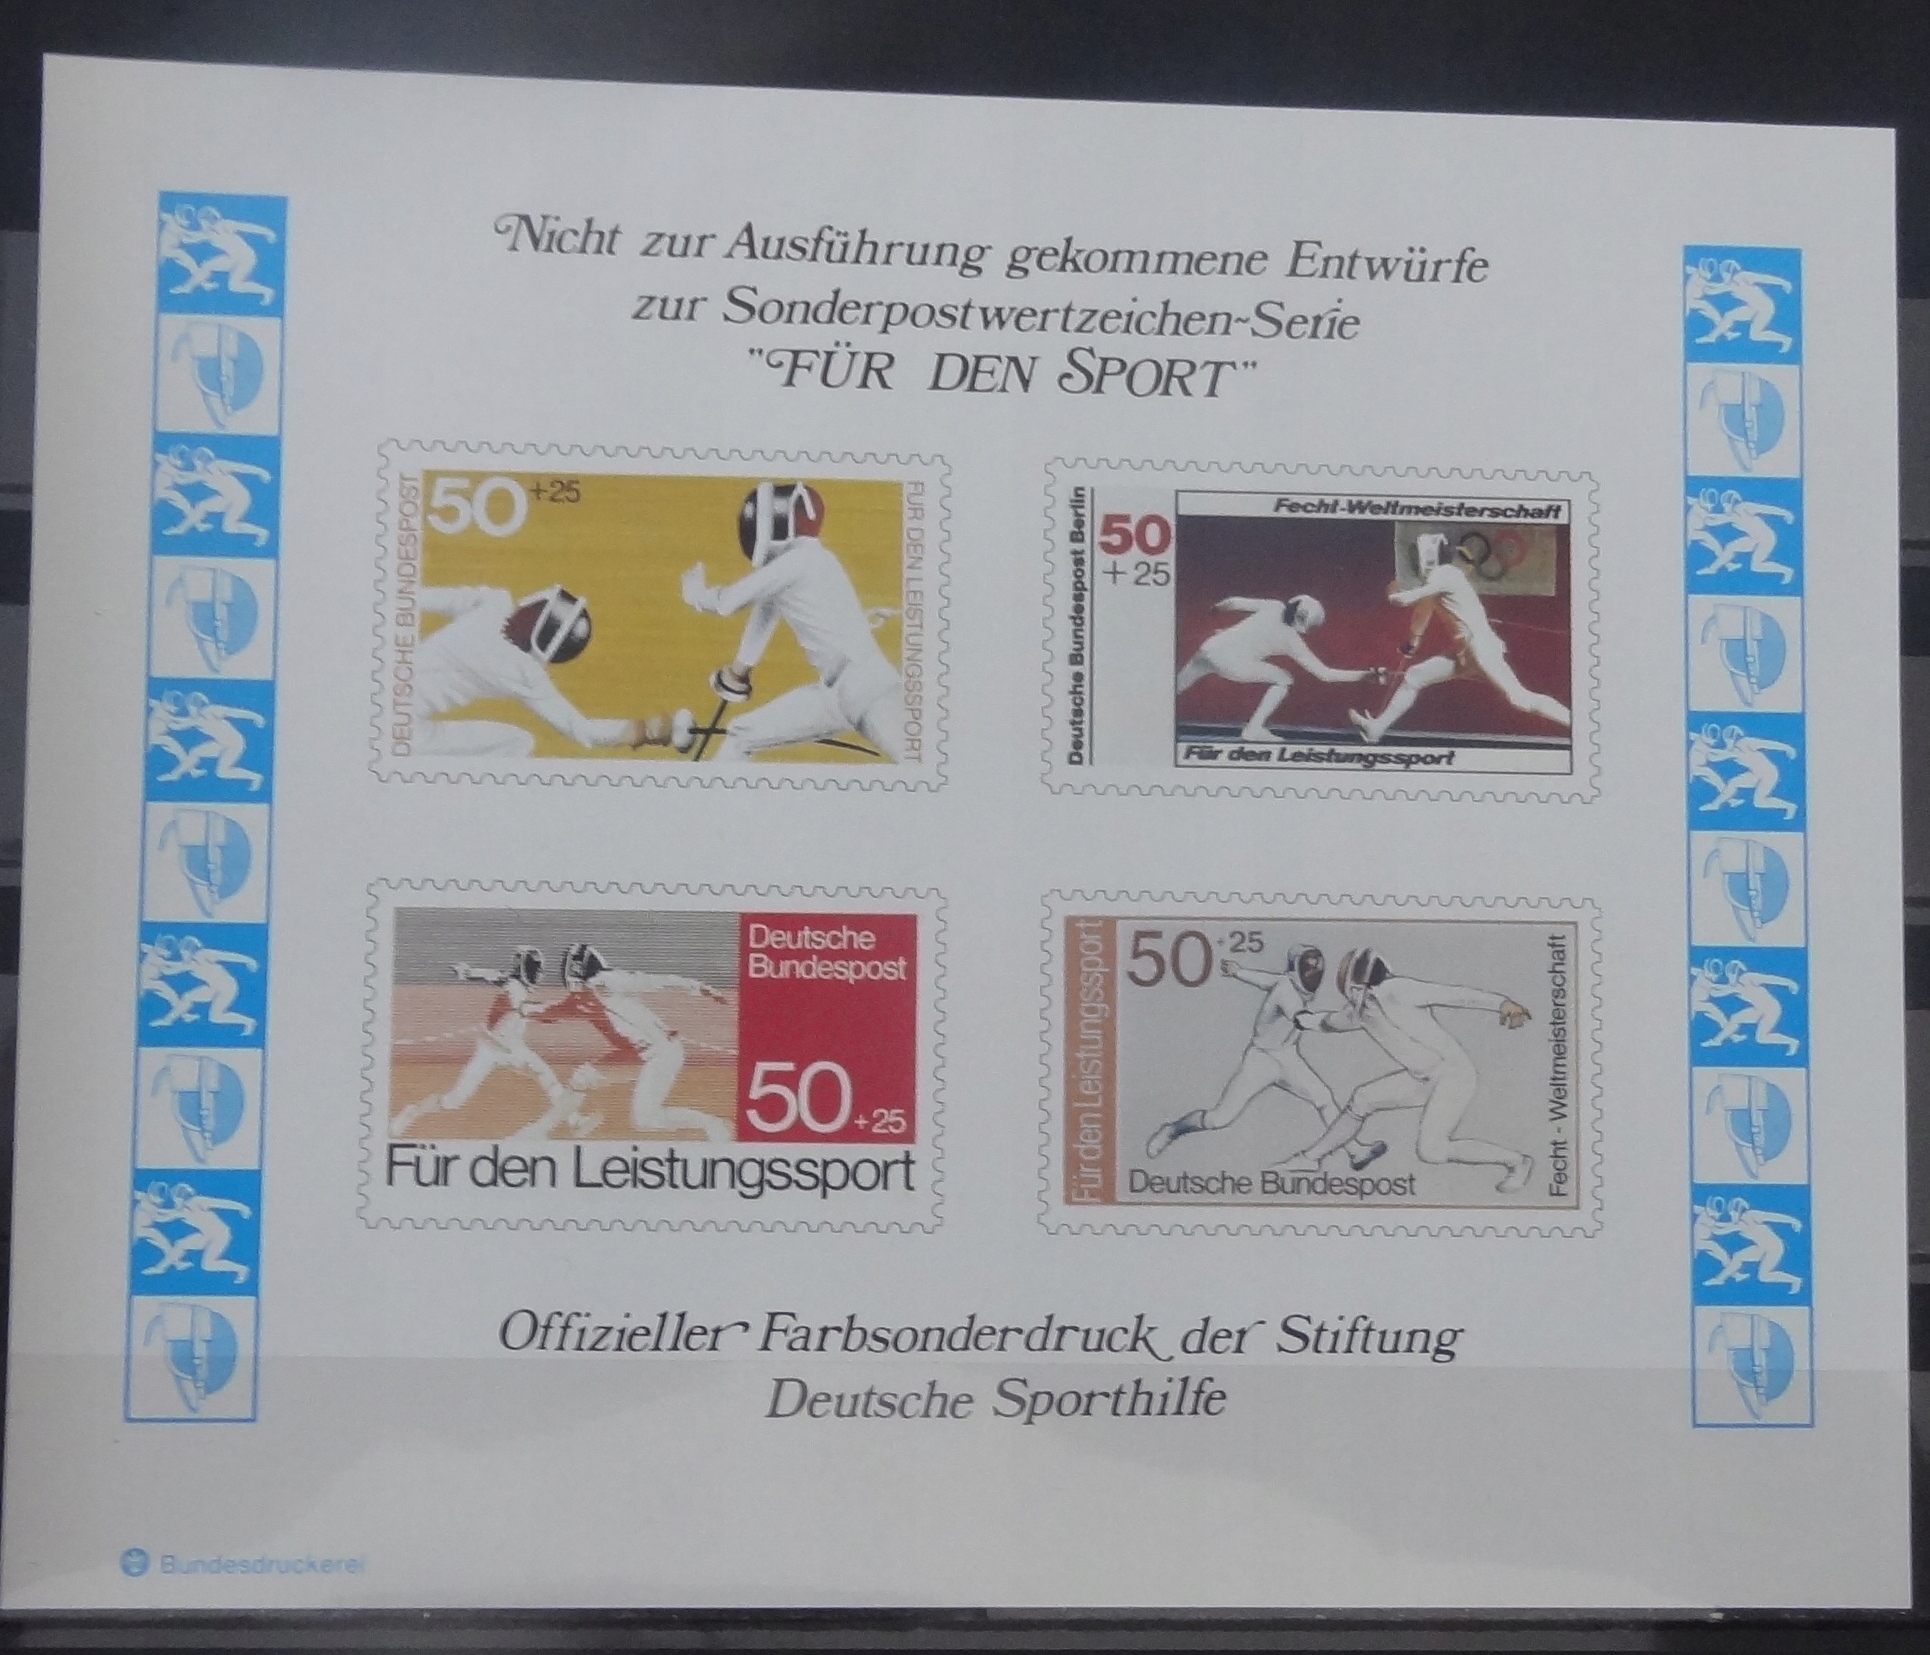 Nicht zur Ausführung gekommene Entwürfe
zur Sonderpostwertzeichen-Serie
"FÜR DEN SPORT"
DEUTSCHE BUNDESPOST
50 +25
FÜR DEN LEISTUNGSSPORT
Deutsche Bundespost Berlin
50
+25
Fecht-Weltmeisterschaft
Für den Leistungssport
Deutsche
Bundespost
50 +25
Für den Leistungssport
Für den Leistungssport
50 +25
Deutsche Bundespost
Fecht - Weltmeisterschaft
Offizieller Farbsonderdruck der Stiftung
Deutsche Sporthilfe
Bundesdruckerei